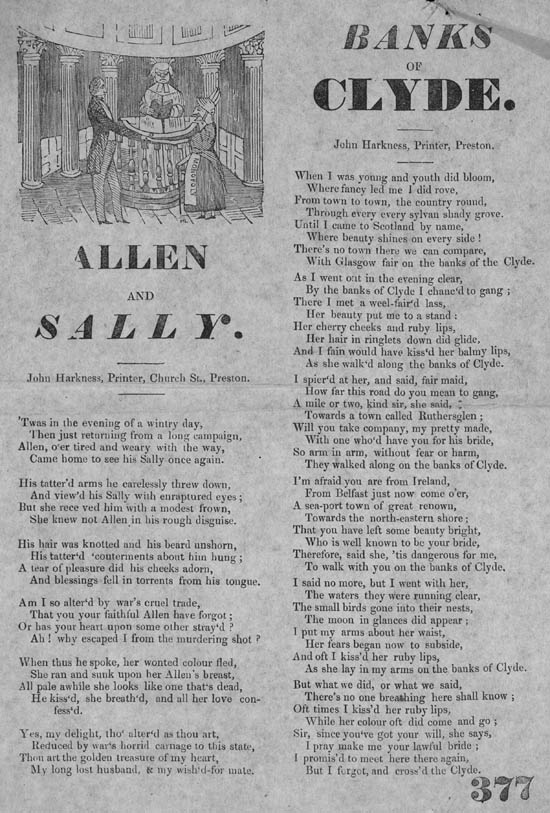 ALLEN
AND
SALLY.
John Harkness, Printer, Church St., Preston.
'Twas in the evening of a wintry day,
Then just returning from a long campaign,
Allen, o'er tired and weary with the way,
Came home to see his Sally once again.
His tatter'd arms he carelessly threw down,
And view'd his Sally with enraptured eyes;
But she rece ved him with a modest frown,
She knew not Allen in his rough disguise.
His hair was knotted and his beard unshorn,
His tatter'd 'couterments about him hung;
A tear of pleasure did his cheeks adorn,
And blessings fell in torrents from his tongue.
Am I so alter'd by war's cruel trade,
That you your faithful Allen have forgot;
Or has your heart upon some other stray'd?
Ah! why escaped I from the murdering shot?
When thus he spoke, her wonted colour fled,
She ran and sunk upon her Allen's breast,
All pale awhile she looks like one that's dead,
He kiss'd, she breath'd, and all her love con-
fess'd.
Yes, my delight, tho' alter'd as thou art,
Reduced by war's horrid carnage to this state,
Thou art the golden treasure of my heart,
My long lost husband, & my wish'd-for mate.
BANKS
OF
CLYDE.
John Harkness, Printer, Preston.
When I was young and youth did bloom,
Where fancy led me I did rove,
From town to town, the country round,
Through every every sylvan shady grove.
Until I came to Scotland by name,
Where beauty shines on every side!
There's no town there we can compare,
With Glasgow fair on the banks of the Clyde.
As I went out in the evening clear,
By the banks of Clyde I chanc'd to gang;
There I met a weel-fair'd lass,
Her beauty put me to a stand:
Her cherry cheeks and ruby lips,
Her hair in ringlets down did glide,
And I fain would have kiss'd her balmy lips,
As she walk'd along the banks of Clyde.
I spier'd at her, and said, fair maid,
How far this road do you mean to gang,
A mile or two, kind sir, she said,
Towards a town called Ruthersglen;
Will you take company, my pretty made,
With one who'd have you for his bride,
So arm in arm, without fear or harm,
They walked along on the banks of Clyde.
I'm afraid you are from Ireland,
From Belfast just now come o'er,
A sea-port town of great renown,
Towards the north-eastern shore;
That you have left some beauty bright,
Who is well known to be your bride,
Therefore, said she, 'tis dangerous for me,
To walk with you on the banks of Clyde.
I said no more, but I went with her,
The waters they were running clear,
The small birds gone into their nests,
The moon in glances did appear;
I put my arms about her waist,
Her fears began now to subside,
And oft I kiss'd her ruby lips,
As she lay in my arms on the banks of Clyde.
But what we did, or what we said,
There's no one breathing here shall know;
Oft times I kiss'd her ruby lips,
While her colour oft did come and go;
Sir, since you've got your will, she says,
I pray make me your lawful bride;
I promis'd to meet here there again,
But I forgot, and cross'd the Clyde.
377